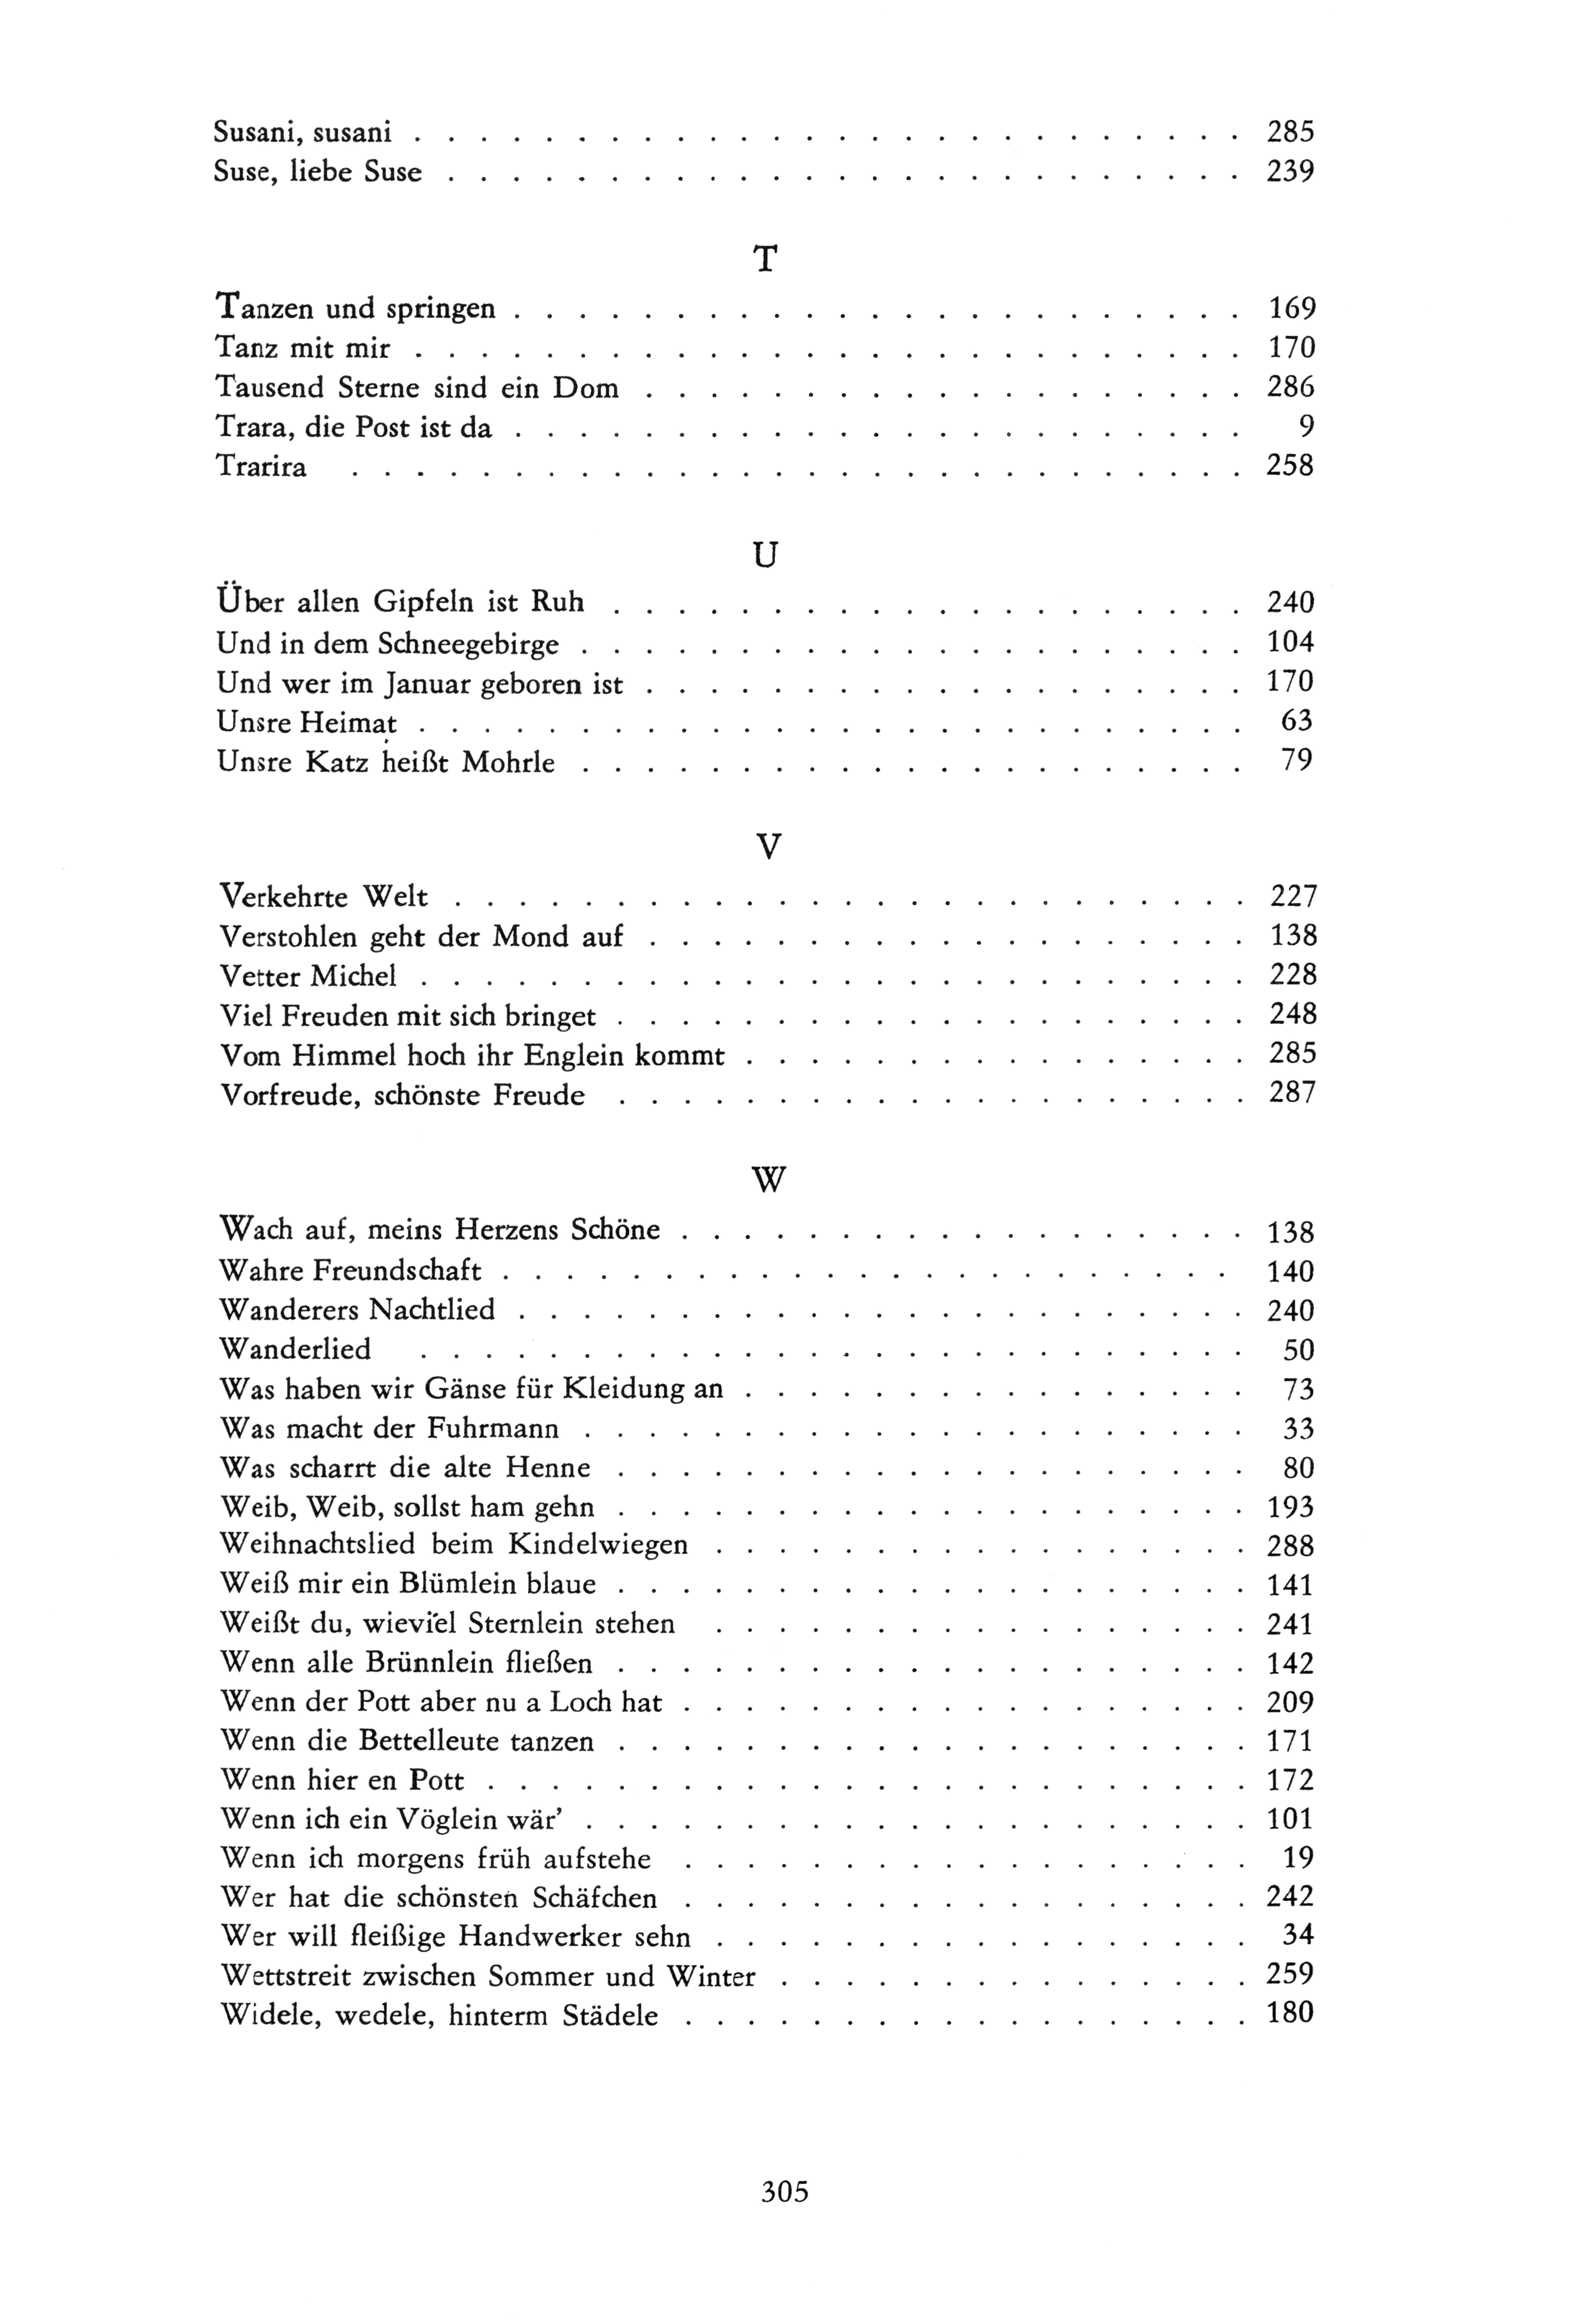 Susani, susani . . . . . . . . . . . . . . . . . . . . . . . . . . 285
Suse, liebe Suse . . . . . . . . . . . . . . . . . . . . . . . . . 239
T
Tanzen und springen . . . . . . . . . . . . . . . . . . . . . . . 169
Tanz mit mir . . . . . . . . . . . . . . . . . . . . . . . . . . 170
Tausend Sterne sind ein Dom . . . . . . . . . . . . . . . . . . . 286
Trara, die Post ist da . . . . . . . . . . . . . . . . . . . . . . . 9
Trarira . . . . . . . . . . . . . . . . . . . . . . . . . . . . 258
U
Über allen Gipfeln ist Ruh . . . . . . . . . . . . . . . . . . . . 240
Und in dem Schneegebirge . . . . . . . . . . . . . . . . . . . . . 104
Und wer im Januar geboren ist . . . . . . . . . . . . . . . . . . . 170
Unsre Heimat . . . . . . . . . . . . . . . . . . . . . . . . . . 63
Unsre Katz heißt Mohrle . . . . . . . . . . . . . . . . . . . . . 79
V
Verkehrte Welt . . . . . . . . . . . . . . . . . . . . . . . . . 227
Verstohlen geht der Mond auf . . . . . . . . . . . . . . . . . . . 138
Vetter Michel . . . . . . . . . . . . . . . . . . . . . . . . . . 228
Viel Freuden mit sich bringet . . . . . . . . . . . . . . . . . . . . 248
Vom Himmel hoch ihr Englein kommt . . . . . . . . . . . . . . . . 285
Vorfreude, schönste Freude . . . . . . . . . . . . . . . . . . . . 287
W
Wach auf, meins Herzens Schöne . . . . . . . . . . . . . . . . . . 138
Wahre Freundschaft . . . . . . . . . . . . . . . . . . . . . . . 140
Wanderers Nachtlied . . . . . . . . . . . . . . . . . . . . . . . 240
Wanderlied . . . . . . . . . . . . . . . . . . . . . . . . . . 50
Was haben wir Gänse für Kleidung an . . . . . . . . . . . . . . . . 73
Was macht der Fuhrmann . . . . . . . . . . . . . . . . . . . . . 33
Was scharrt die alte Henne . . . . . . . . . . . . . . . . . . . . 80
Weib, Weib, sollst ham gehn . . . . . . . . . . . . . . . . . . . . 193
Weihnachtslied beim Kindelwiegen . . . . . . . . . . . . . . . . . 288
Weiß mir ein Blümlein blaue . . . . . . . . . . . . . . . . . . . . 141
Weißt du, wieviel Sternlein stehen . . . . . . . . . . . . . . . . . 241
Wenn alle Brünnlein fließen . . . . . . . . . . . . . . . . . . . . 142
Wenn der Pott aber nu a Loch hat . . . . . . . . . . . . . . . . . . 209
Wenn die Bettelleute tanzen . . . . . . . . . . . . . . . . . . . . 171
Wenn hier en Pott . . . . . . . . . . . . . . . . . . . . . . . . 172
Wenn ich ein Vöglein wär’ . . . . . . . . . . . . . . . . . . . . . 101
Wenn ich morgens früh aufstehe . . . . . . . . . . . . . . . . . . 19
Wer hat die schönsten Schäfchen . . . . . . . . . . . . . . . . . . 242
Wer will fleißige Handwerker sehn . . . . . . . . . . . . . . . . . 34
Wettstreit zwischen Sommer und Winter . . . . . . . . . . . . . . . 259
Widele, wedele, hinterm Städele . . . . . . . . . . . . . . . . . . 180
305